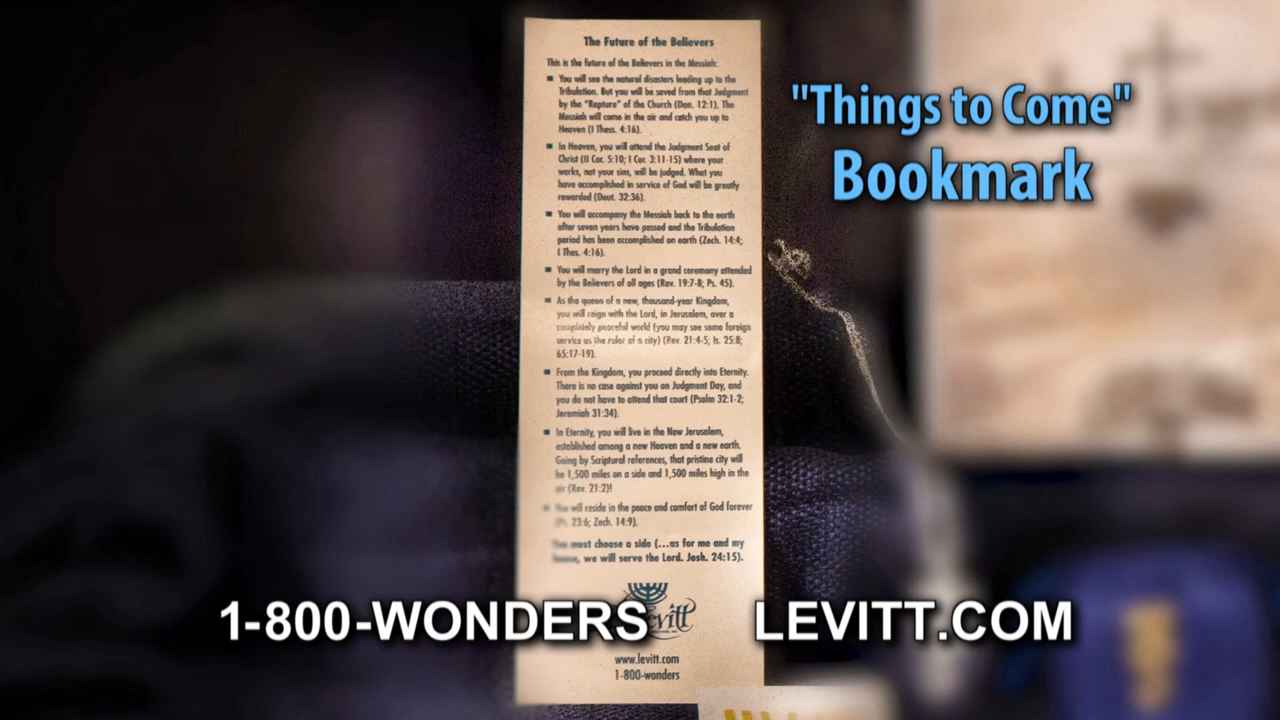 The Future of the Believers
This is the future of the Believers in the Messiah:
You will see the natural disasters leading up to the
Tribulation. But you will be saved from that Judgment
by the "Rapture" of the Church (Dan. 12:1). The
Messiah will come in the air and catch you up to
Heaven (I Thess. 4:16).
In Heaven, you will attend the Judgment Seat of
Christ (II Cor. 5:10; I Cor. 3:11-15) where your
works, not your sins, will be judged. What you
have accomplished in service of God will be greatly
rewarded (Deut. 32:36).
You will accompany the Messiah back to the earth
after seven years have passed and the Tribulation
period has been accomplished on earth (Zech. 14:4;
I Thes. 4:16).
You will marry the Lord in a grand ceremony attended
by the Believers of all ages (Rev. 19:7-8; Ps. 45).
As the queen of a new, thousand-year Kingdom,
you will reign with the Lord, in Jerusalem, over a
completely peaceful world (you may see some foreign
service as the ruler of a city) (Rev. 21:4-5; Is. 25:8;
65:17-19).
From the Kingdom, you proceed directly into Eternity.
There is no case against you on Judgment Day, and
you do not have to attend that court (Psalm 32:1-2;
Jeremiah 31:34).
In Eternity, you will live in the New Jerusalem,
established among a new Heaven and a new earth.
Going by Scriptural references, that pristine city will
be 1,500 miles on a side and 1,500 miles high in the
air (Rev. 21:2)!
You will reside in the peace and comfort of God forever
(Ps. 23:6; Zech. 14:9).
You must choose a side (...as for me and my
house, we will serve the Lord. Josh. 24:15).
www.levitt.com
1-800-wonders
"Things to Come"
Bookmark
1-800-WONDERS LEVITT.COM